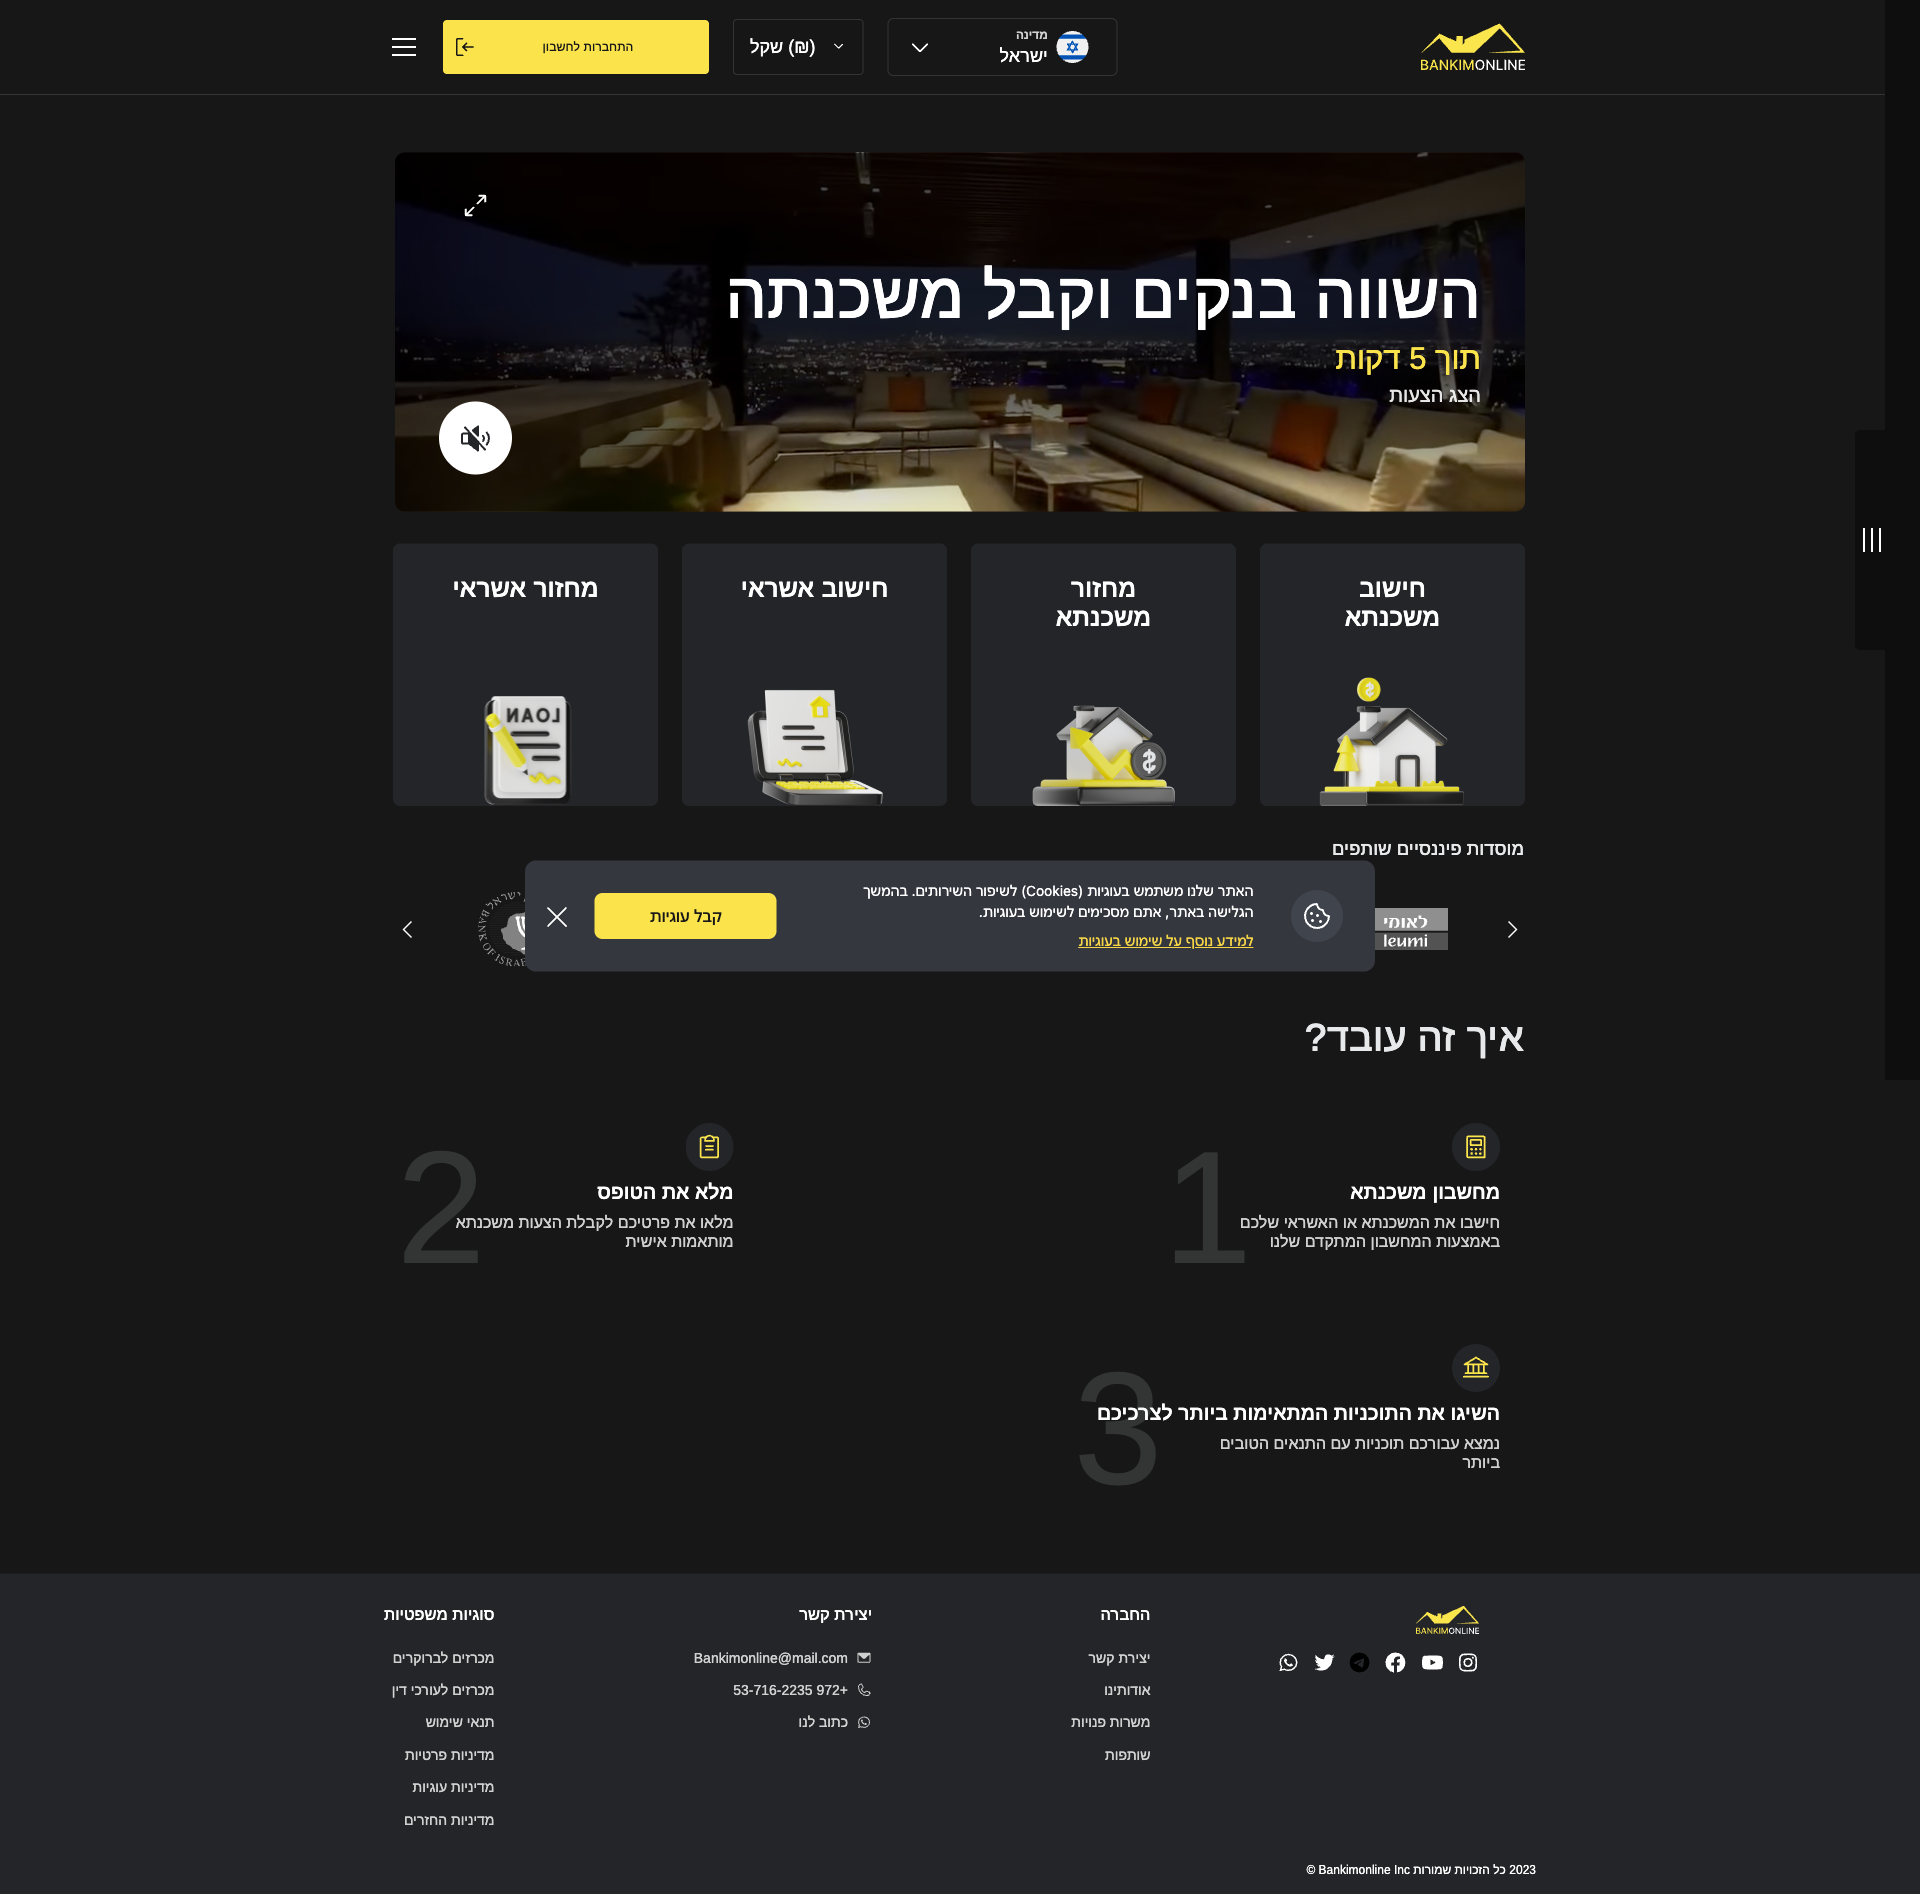 BANKIMONLINE
מדינה
ישראל
(₪) שקל
התחברות לחשבון
השווה בנקים וקבל משכנתה
תוך 5 דקות
הצג הצעות
חישוב
משכנתא
מחזור
משכנתא
חישוב אשראי
מחזור אשראי
LOAN
מוסדות פיננסיים שותפים
לאומי
leumi
האתר שלנו משתמש בעוגיות (Cookies) לשיפור השירותים. בהמשך
הגלישה באתר, אתם מסכימים לשימוש בעוגיות.
למידע נוסף על שימוש בעוגיות
קבל עוגיות
ישראל
BANK OF ISRA
איך זה עובד?
1
מחשבון משכנתא
חישבו את המשכנתא או האשראי שלכם
באמצעות המחשבון המתקדם שלנו
2
מלא את הטופס
מלאו את פרטיכם לקבלת הצעות משכנתא
מותאמות אישית
3
השיגו את התוכניות המתאימות ביותר לצרכיכם
נמצא עבורכם תוכניות עם התנאים הטובים
ביותר
BANKIMONLINE
החברה
יצירת קשר
אודותינו
משרות פנויות
שותפות
יצירת קשר
Bankimonline@mail.com
53-716-2235 972+
כתוב לנו
סוגיות משפטיות
מכרזים לברוקרים
מכרזים לעורכי דין
תנאי שימוש
מדיניות פרטיות
מדיניות עוגיות
מדיניות החזרים
2023 כל הזכויות שמורות Bankimonline Inc ©